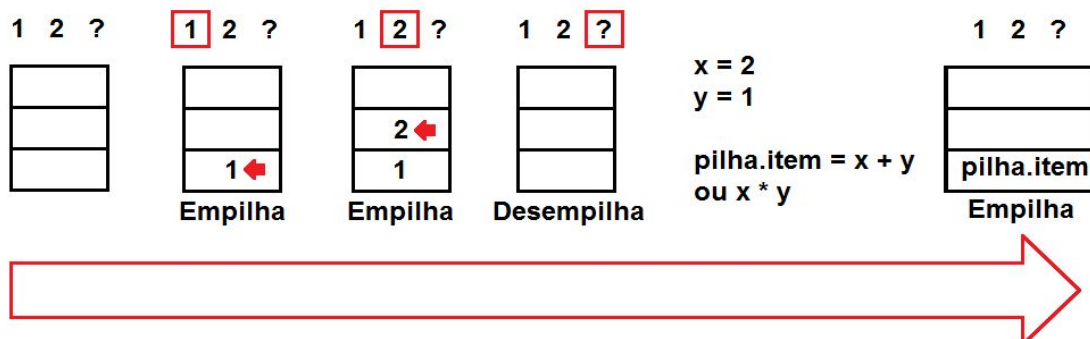 1 2 ?
1 2 ?
1 2 ?
1 2 ?
1 2 ?
1
Empilha
2
1
Empilha
Desempilha
x = 2
y = 1
pilha.item = x + y
ou x * y
pilha.item
Empilha